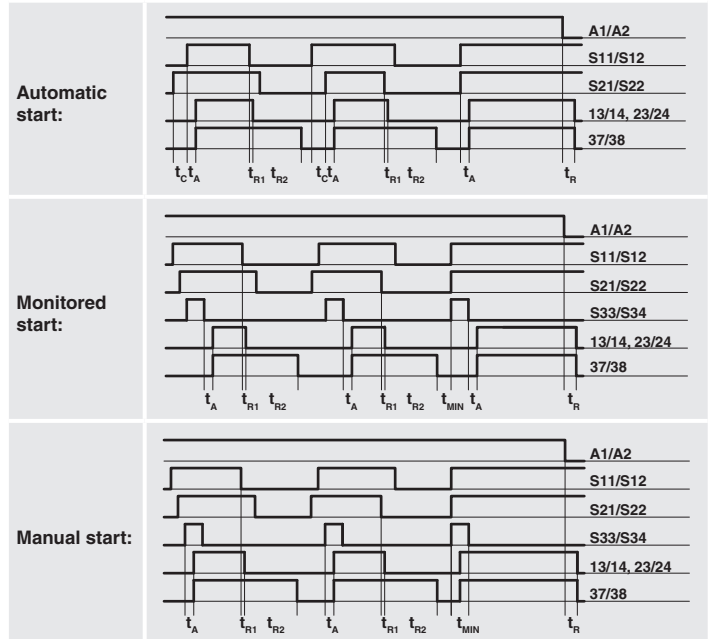 Automatic
start:
A1/A2
S11/S12
S21/S22
13/14, 23/24
37/38
tC tA tR1 tR2 tC tA tR1 tR2 tA tR
Monitored
start:
A1/A2
S11/S12
S21/S22
S33/S34
13/14, 23/24
37/38
tA tR1 tR2 tA tR1 tR2 tMIN tA tR
Manual start:
A1/A2
S11/S12
S21/S22
S33/S34
13/14, 23/24
37/38
tA tR1 tR2 tA tR1 tR2 tMIN tR